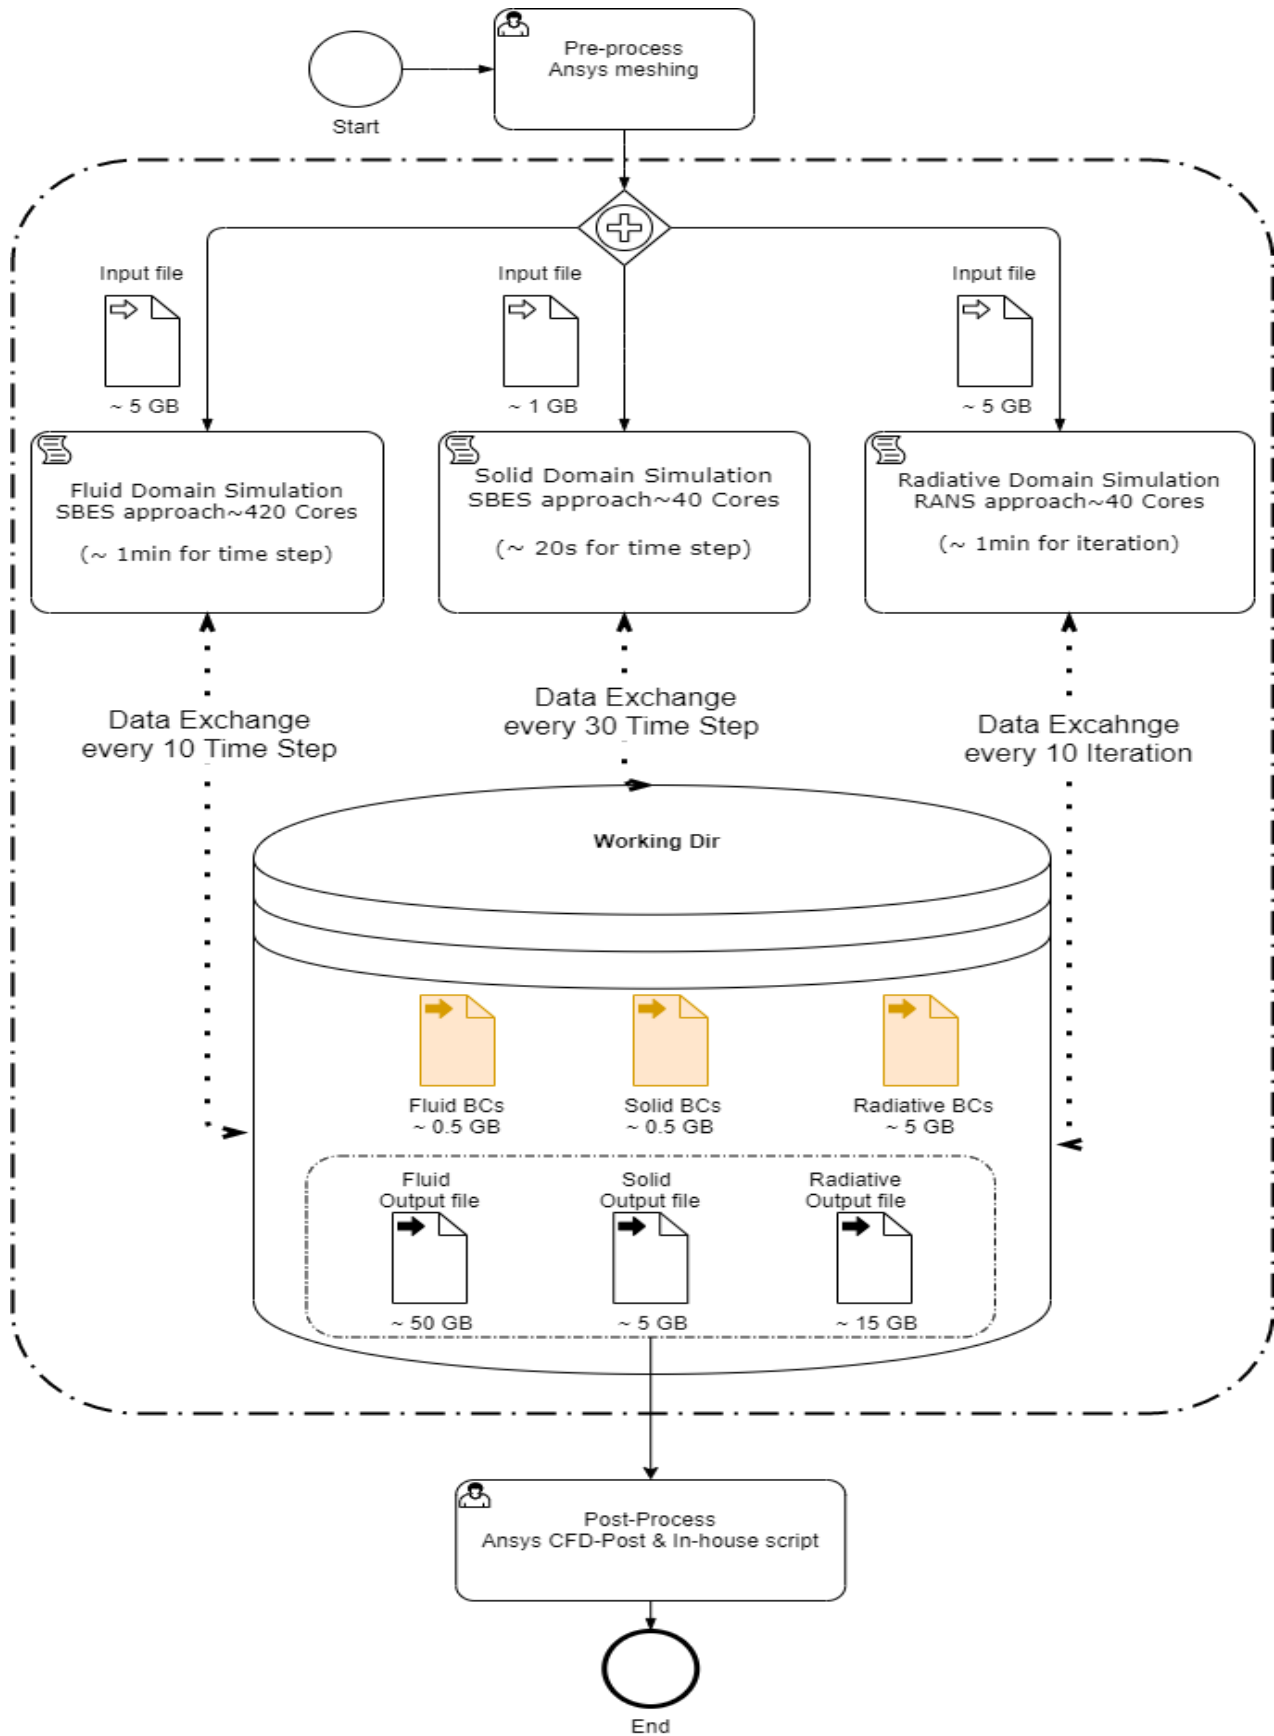 Pre-process
Ansys meshing
Start
Input file
~ 5 GB
Input file
~ 1 GB
Input file
~ 5 GB
Fluid Domain Simulation
SBES approach~420 Cores
(~ 1min for time step)
Solid Domain Simulation
SBES approach~40 Cores
(~ 20s for time step)
Radiative Domain Simulation
RANS approach~40 Cores
(~ 1min for iteration)
Data Exchange
every 10 Time Step
Data Exchange
every 30 Time Step
Data Excahnge
every 10 Iteration
Working Dir
Fluid BCs
~ 0.5 GB
Solid BCs
~ 0.5 GB
Radiative BCs
~ 5 GB
Fluid
Output file
~ 50 GB
Solid
Output file
~ 5 GB
Radiative
Output file
~ 15 GB
Post-Process
Ansys CFD-Post & In-house script
End